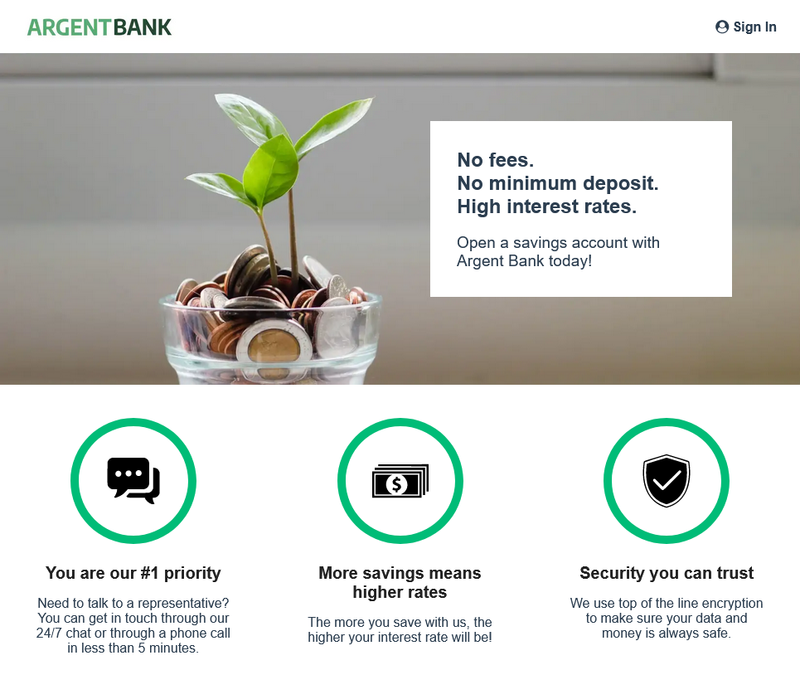 ARGENTBANK
Sign In
No fees.
No minimum deposit.
High interest rates.
Open a savings account with
Argent Bank today!
You are our #1 priority
Need to talk to a representative?
You can get in touch through our
24/7 chat or through a phone call
in less than 5 minutes.
More savings means
higher rates
The more you save with us, the
higher your interest rate will be!
Security you can trust
We use top of the line encryption
to make sure your data and
money is always safe.